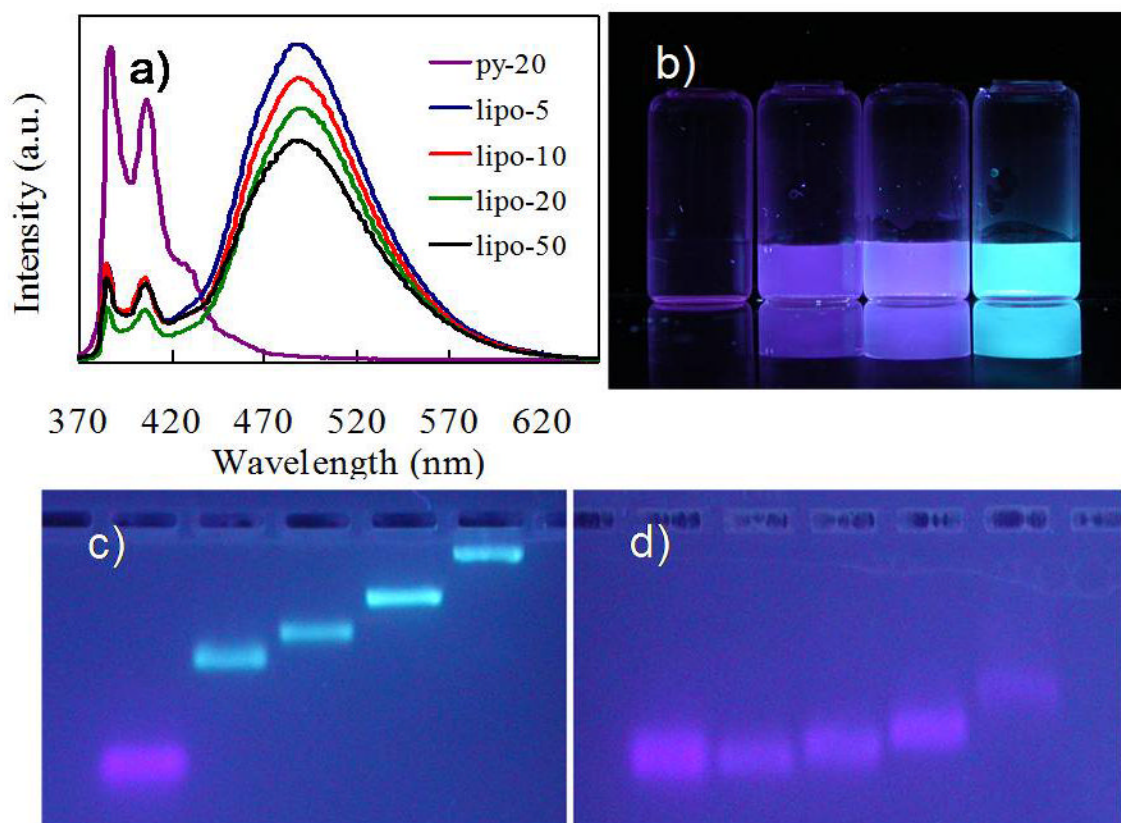 a)
Intensity (a.u.)
py-20
lipo-5
lipo-10
lipo-20
lipo-50
370 420 470 520 570 620
Wavelength (nm)
b)
c)
d)